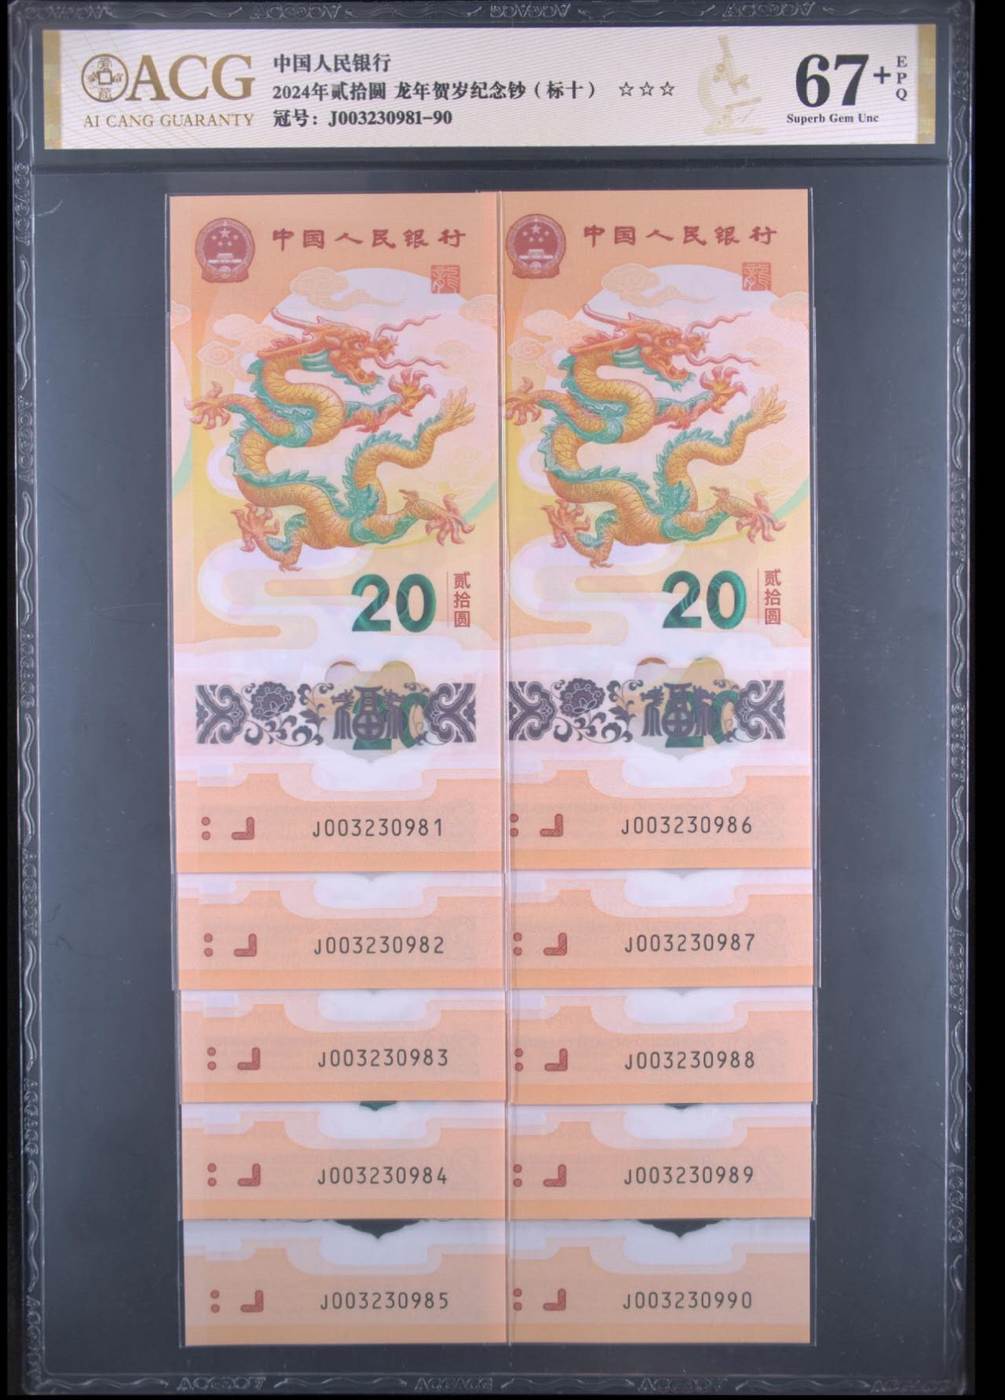 ACG
AI CANG GUARANTY
中国人民银行
2024年贰拾圆 龙年贺岁纪念钞（标十） ☆☆☆
冠号：J003230981-90
67+ EPQ
Superb Gem Unc
中国人民银行
20 贰拾圆
福
J003230981
J003230982
J003230983
J003230984
J003230985
中国人民银行
20 贰拾圆
福
J003230986
J003230987
J003230988
J003230989
J003230990